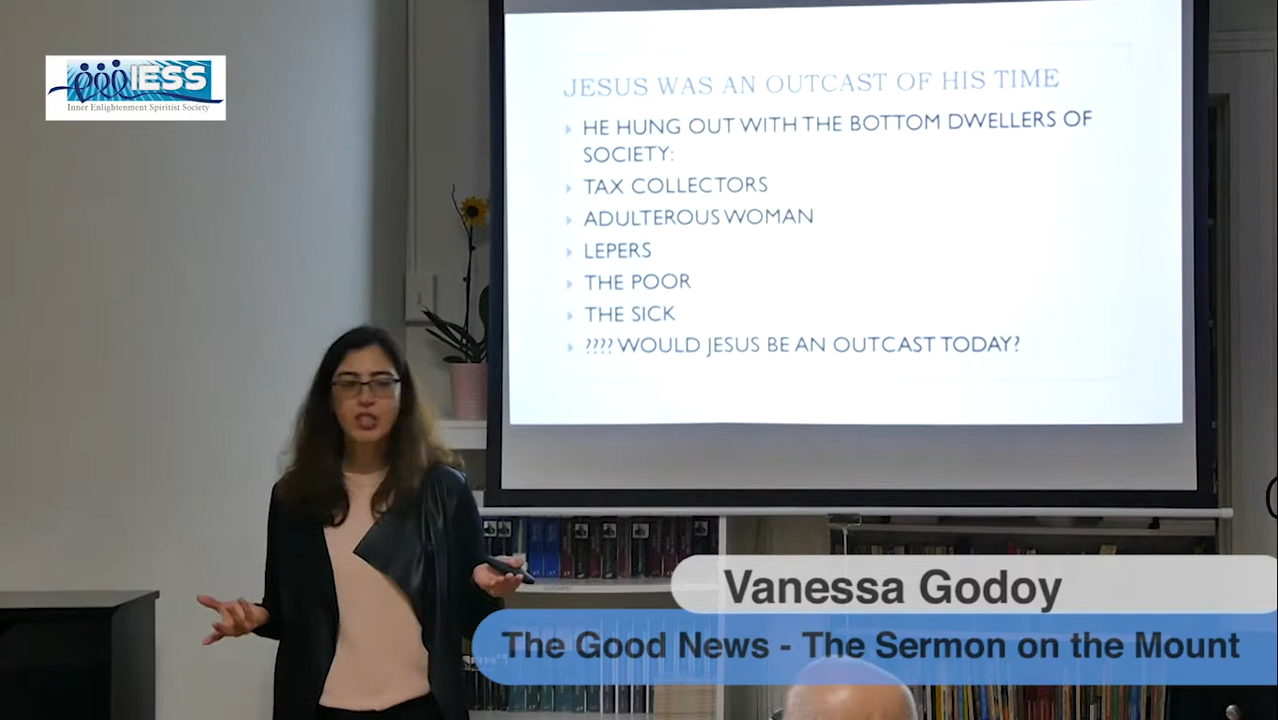 IESS
Inner Enlightenment Spiritist Society
JESUS WAS AN OUTCAST OF HIS TIME
HE HUNG OUT WITH THE BOTTOM DWELLERS OF
SOCIETY:
TAX COLLECTORS
ADULTEROUS WOMAN
LEPERS
THE POOR
THE SICK
???? WOULD JESUS BE AN OUTCAST TODAY?
Vanessa Godoy
The Good News - The Sermon on the Mount